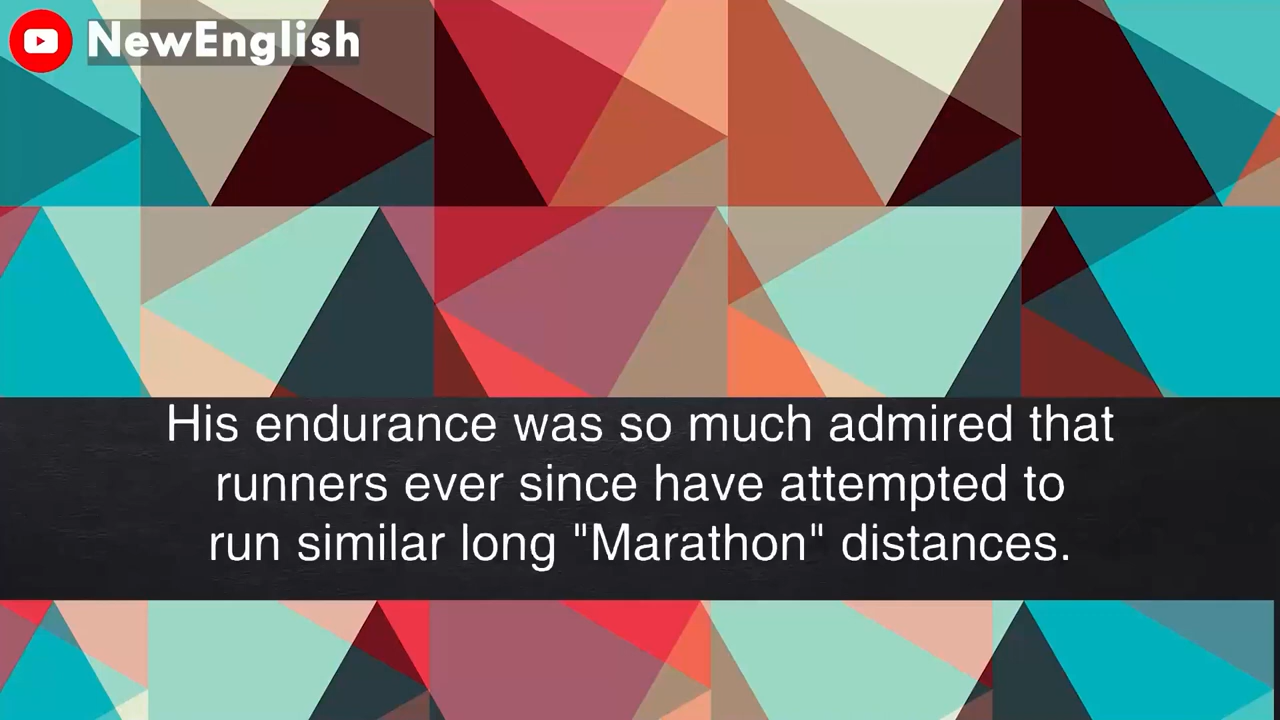 NewEnglish
His endurance was so much admired that
runners ever since have attempted to
run similar long "Marathon" distances.